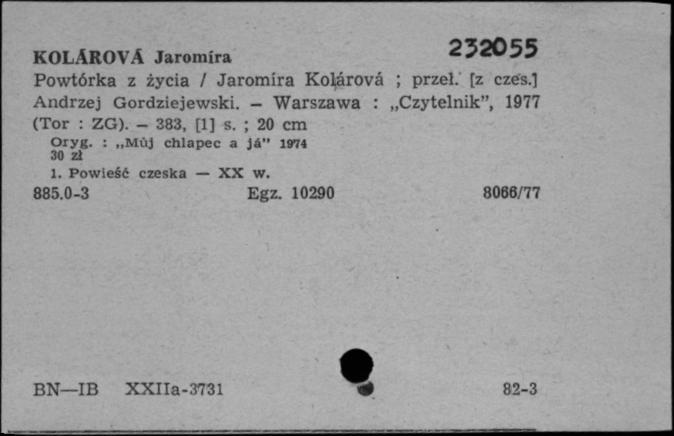 KOLÁROVÁ Jaromíra 232055
Powtórka z życia / Jaromíra Kolárová ; przeł. [z czes.]
Andrzej Gordziejewski. — Warszawa : „Czytelnik”, 1977
(Tor : ZG). — 383, [1] s. ; 20 cm
Oryg. : „Můj chlapec a já” 1974
30 zł
1. Powieść czeska — XX w.
885.0-3 Egz. 10290 8066/77
BN—IB XXIIa-3731 82-3